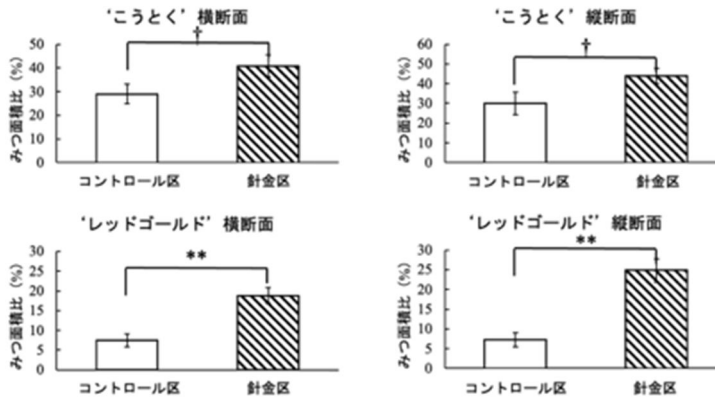 ‘こうとく’ 横断面
†
みつ面積比 (%)
50
40
30
20
10
0
コントロール区
針金区
‘こうとく’ 縦断面
†
みつ面積比 (%)
60
50
40
30
20
10
0
コントロール区
針金区
‘レッドゴールド’ 横断面
**
みつ面積比 (%)
30
25
20
15
10
5
0
コントロール区
針金区
‘レッドゴールド’ 縦断面
**
みつ面積比 (%)
30
25
20
15
10
5
0
コントロール区
針金区